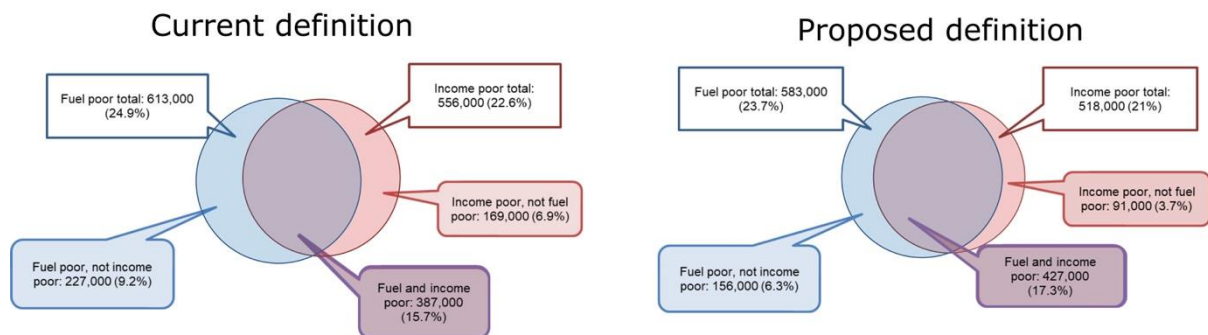 Current definition
Fuel poor total: 613,000
(24.9%)
Income poor total:
556,000 (22.6%)
Income poor, not fuel
poor: 169,000 (6.9%)
Fuel poor, not income
poor: 227,000 (9.2%)
Fuel and income
poor: 387,000
(15.7%)
Proposed definition
Fuel poor total: 583,000
(23.7%)
Income poor total:
518,000 (21%)
Income poor, not fuel
poor: 91,000 (3.7%)
Fuel poor, not income
poor: 156,000 (6.3%)
Fuel and income
poor: 427,000
(17.3%)